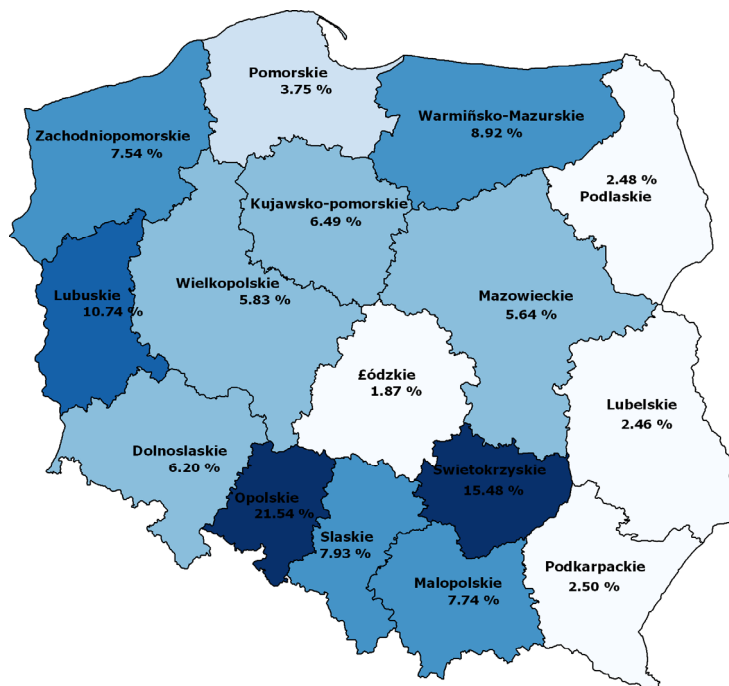 Pomorskie
3.75 %
Warmiñsko-Mazurskie
8.92 %
Zachodniopomorskie
7.54 %
2.48 %
Podlaskie
Kujawsko-pomorskie
6.49 %
Wielkopolskie
5.83 %
Lubuskie
10.74 %
Mazowieckie
5.64 %
£ódzkie
1.87 %
Lubelskie
2.46 %
Dolnoslaskie
6.20 %
Swietokrzyskie
15.48 %
Opolskie
21.54 %
Slaskie
7.93 %
Malopolskie
7.74 %
Podkarpackie
2.50 %